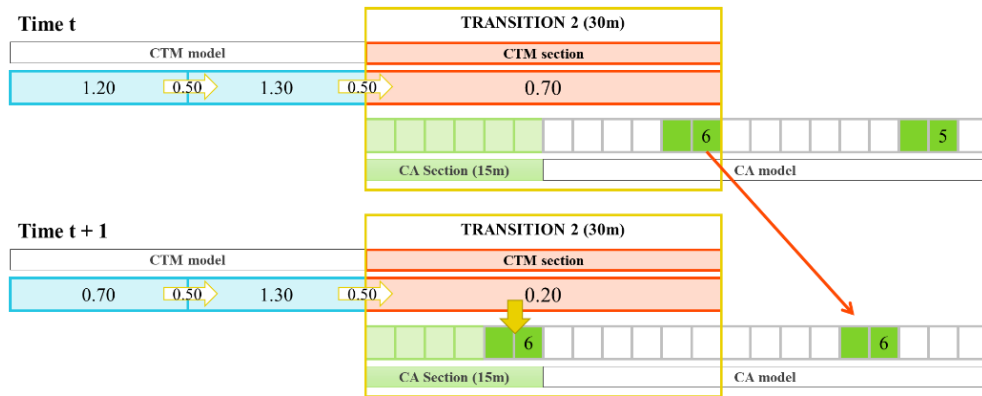 Time t
TRANSITION 2 (30m)
CTM model
CTM section
1.20 0.50 1.30 0.50 0.70
6 5
CA Section (15m) CA model
Time t + 1
TRANSITION 2 (30m)
CTM model
CTM section
0.70 0.50 1.30 0.50 0.20
6 6
CA Section (15m) CA model